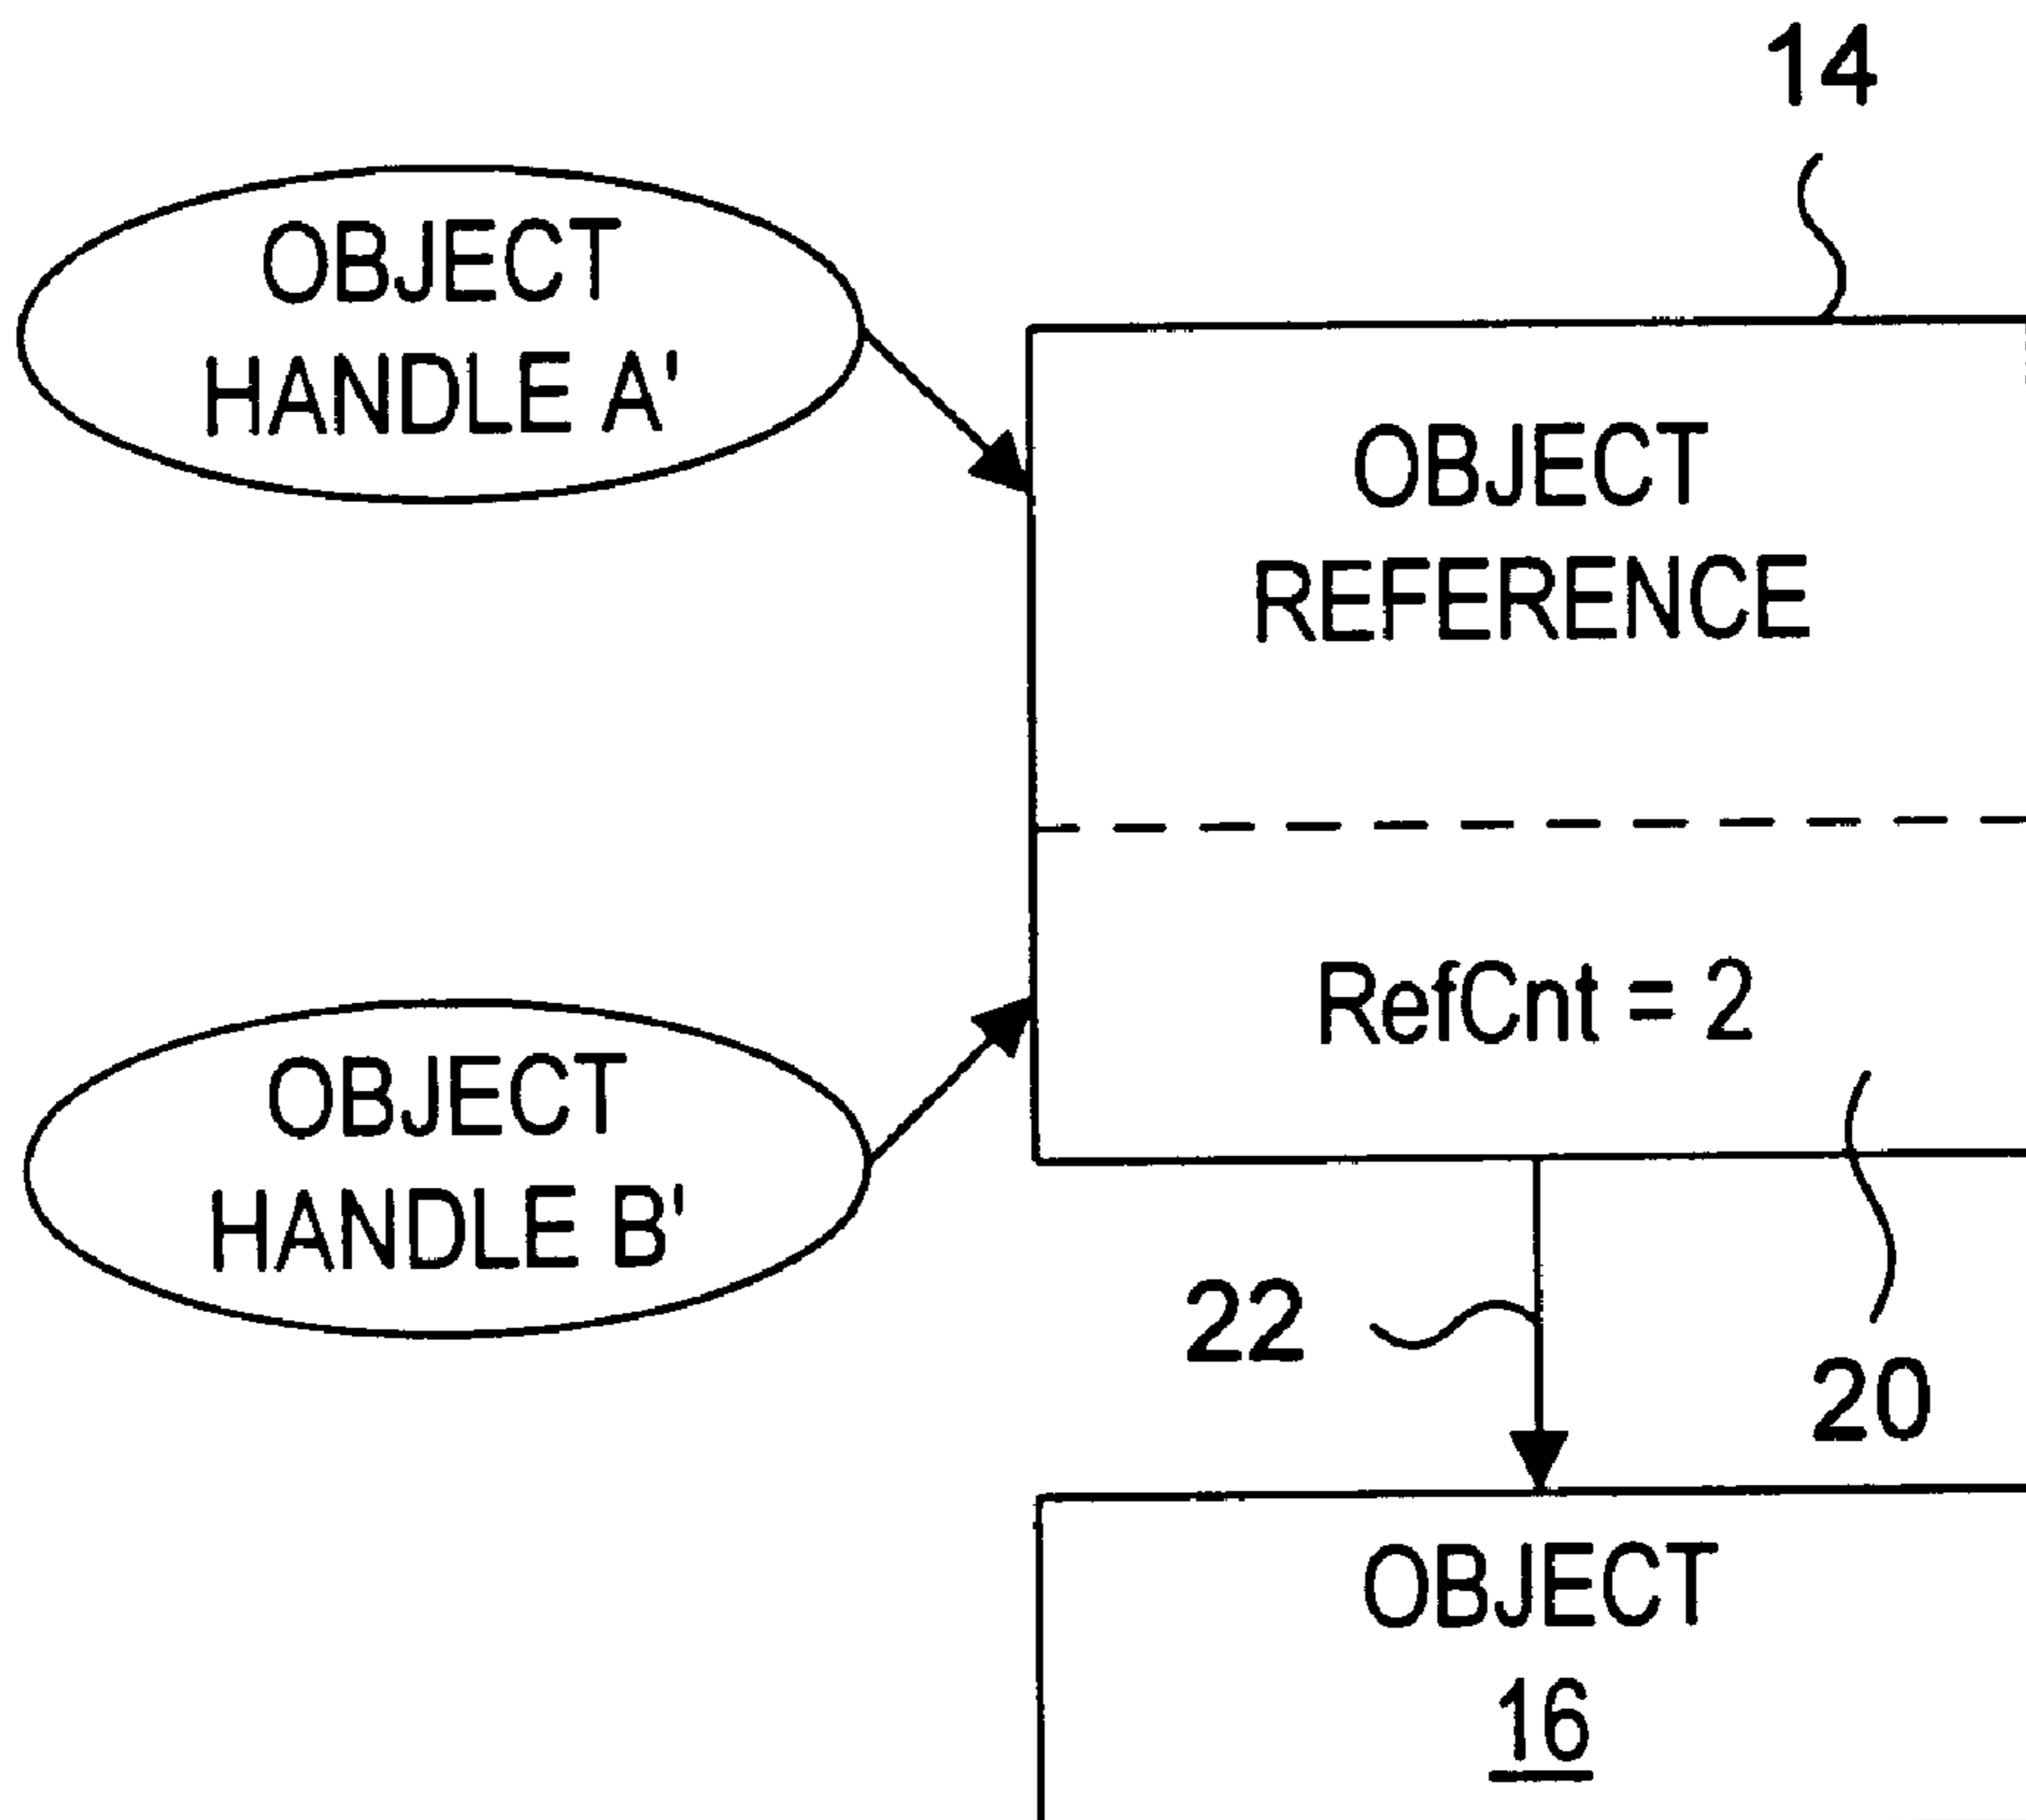 14
OBJECT
HANDLE A'
OBJECT
REFERENCE
RefCnt = 2
OBJECT
HANDLE B'
22
20
OBJECT
16